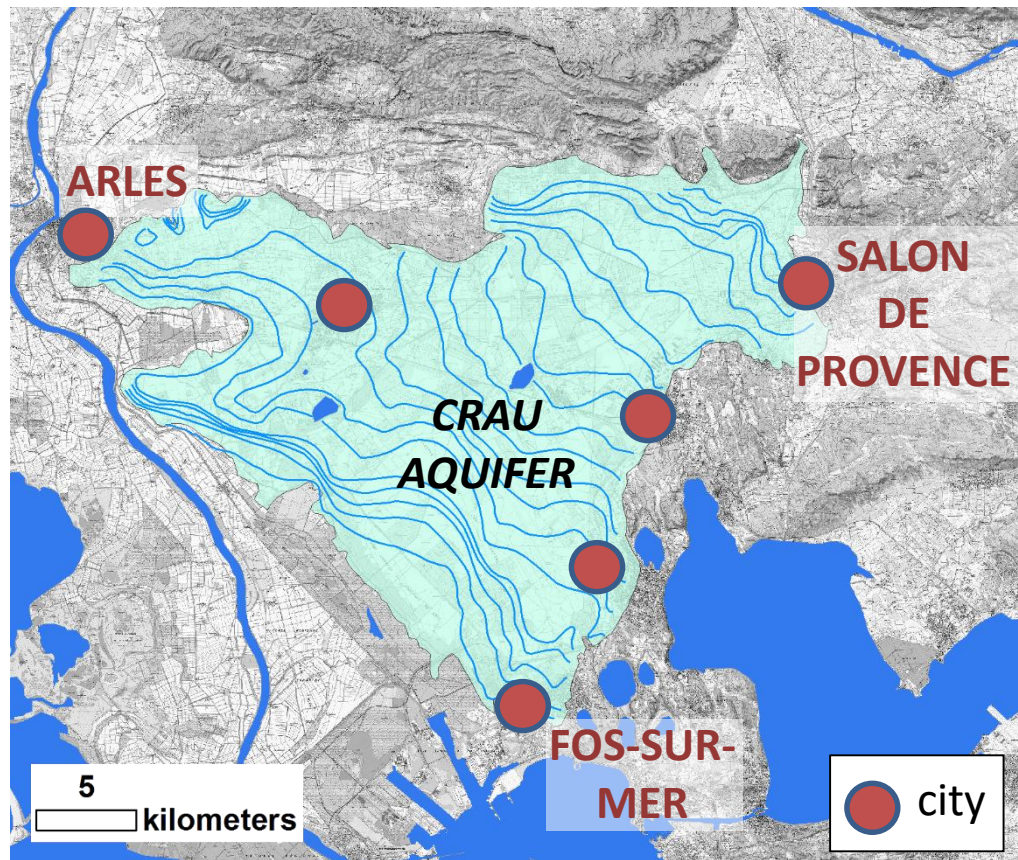 ARLES
SALON
DE
PROVENCE
CRAU
AQUIFER
FOS-SUR-
MER
5
kilometers
city